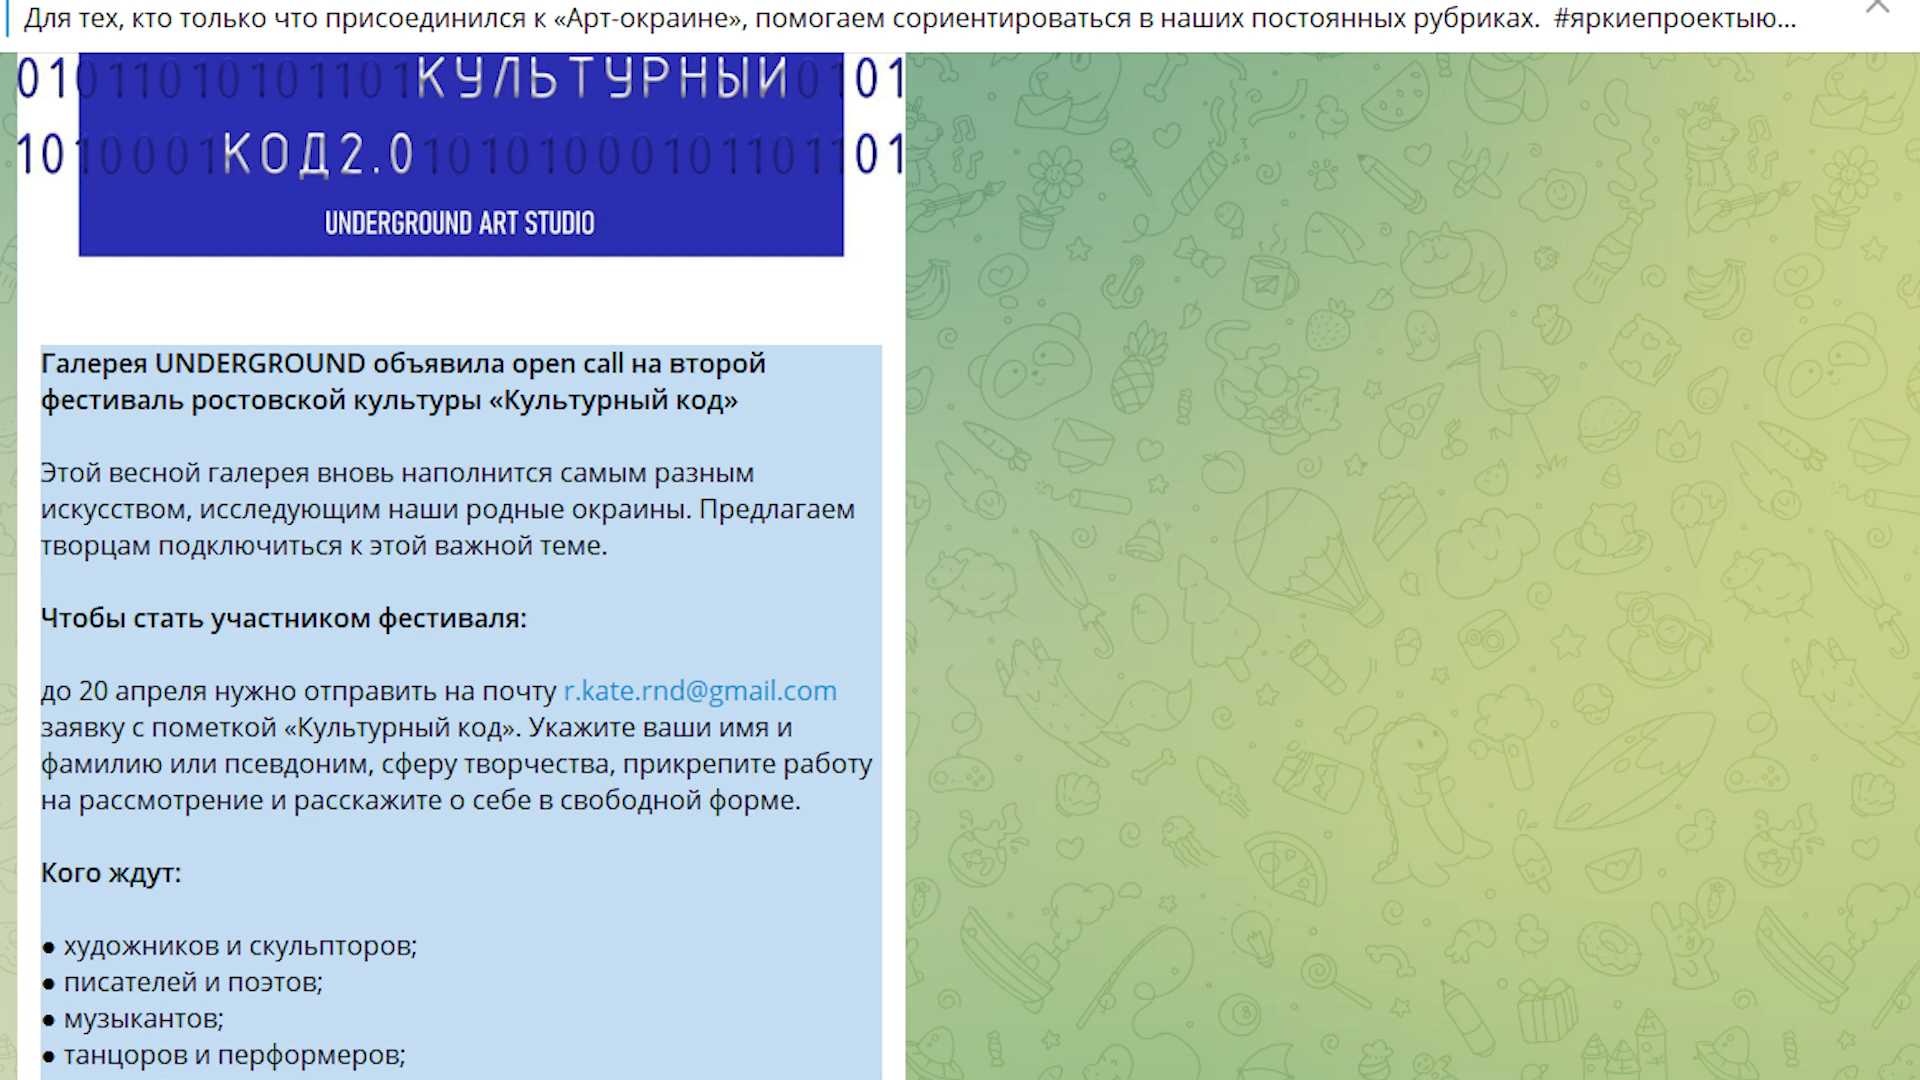 Для тех, кто только что присоединился к «Арт-окраине», помогаем сориентироваться в наших постоянных рубриках. #яркиепроектыю...
0101101010101101КУЛЬТУРНЫЙ0101
1010001КОД2.010101000101101101
UNDERGROUND ART STUDIO
Галерея UNDERGROUND объявила open call на второй
фестиваль ростовской культуры «Культурный код»
Этой весной галерея вновь наполнится самым разным
искусством, исследующим наши родные окраины. Предлагаем
творцам подключиться к этой важной теме.
Чтобы стать участником фестиваля:
до 20 апреля нужно отправить на почту r.kate.rnd@gmail.com
заявку с пометкой «Культурный код». Укажите ваши имя и
фамилию или псевдоним, сферу творчества, прикрепите работу
на рассмотрение и расскажите о себе в свободной форме.
Кого ждут:
● художников и скульпторов;
● писателей и поэтов;
● музыкантов;
● танцоров и перформеров;